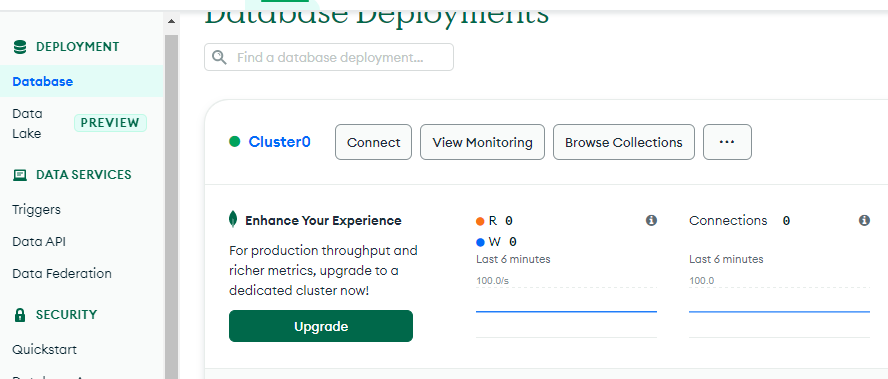 Database Deployments
DEPLOYMENT
Database
Data
Lake
PREVIEW
DATA SERVICES
Triggers
Data API
Data Federation
SECURITY
Quickstart
Find a database deployment...
Cluster0
Connect
View Monitoring
Browse Collections
...
Enhance Your Experience
For production throughput and
richer metrics, upgrade to a
dedicated cluster now!
Upgrade
R 0
W 0
Last 6 minutes
100.0/s
Connections 0
Last 6 minutes
100.0